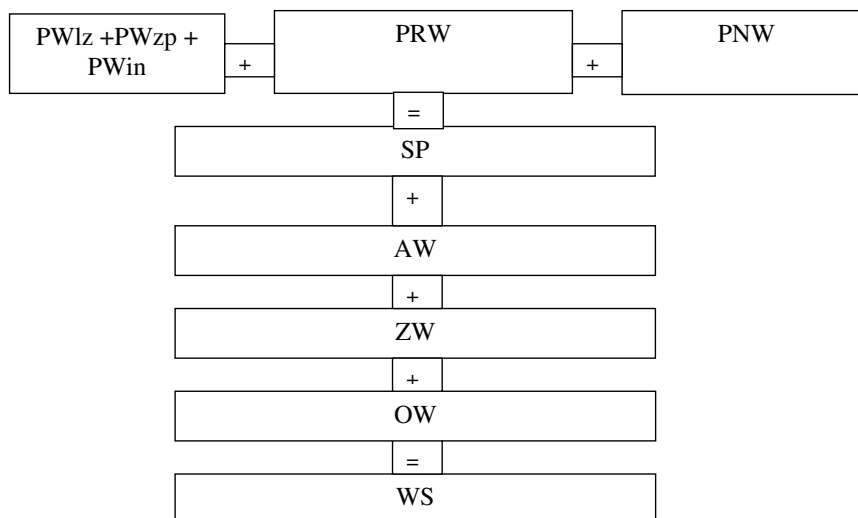 PWlz +PWzp +
PWin
+
PRW
+
PNW
=
SP
+
AW
+
ZW
+
OW
=
WS